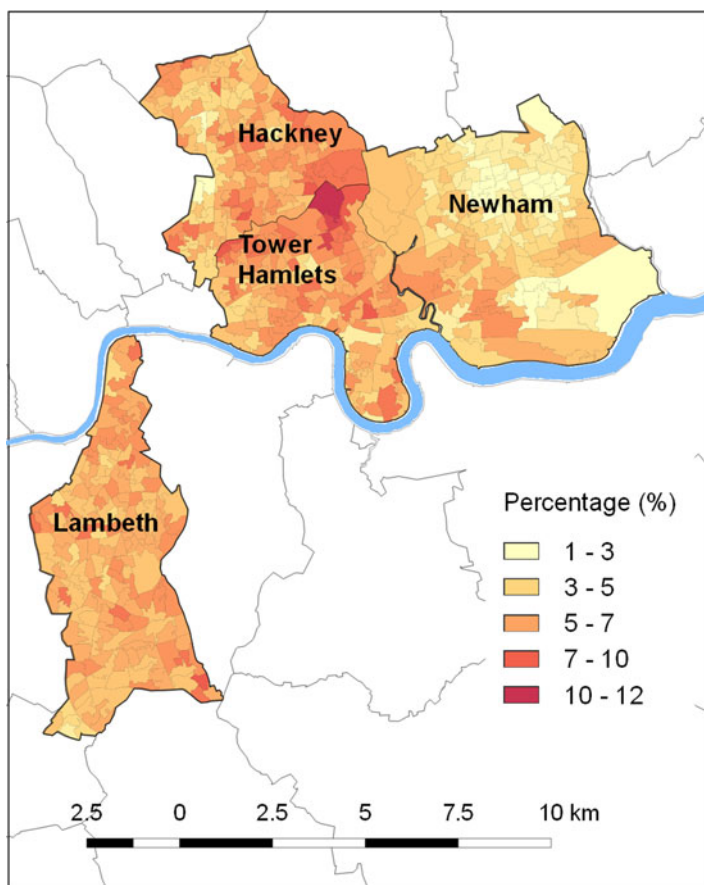 Hackney
Newham
Tower
Hamlets
Lambeth
Percentage (%)
1 - 3
3 - 5
5 - 7
7 - 10
10 - 12
2.5 0 2.5 5 7.5 10 km